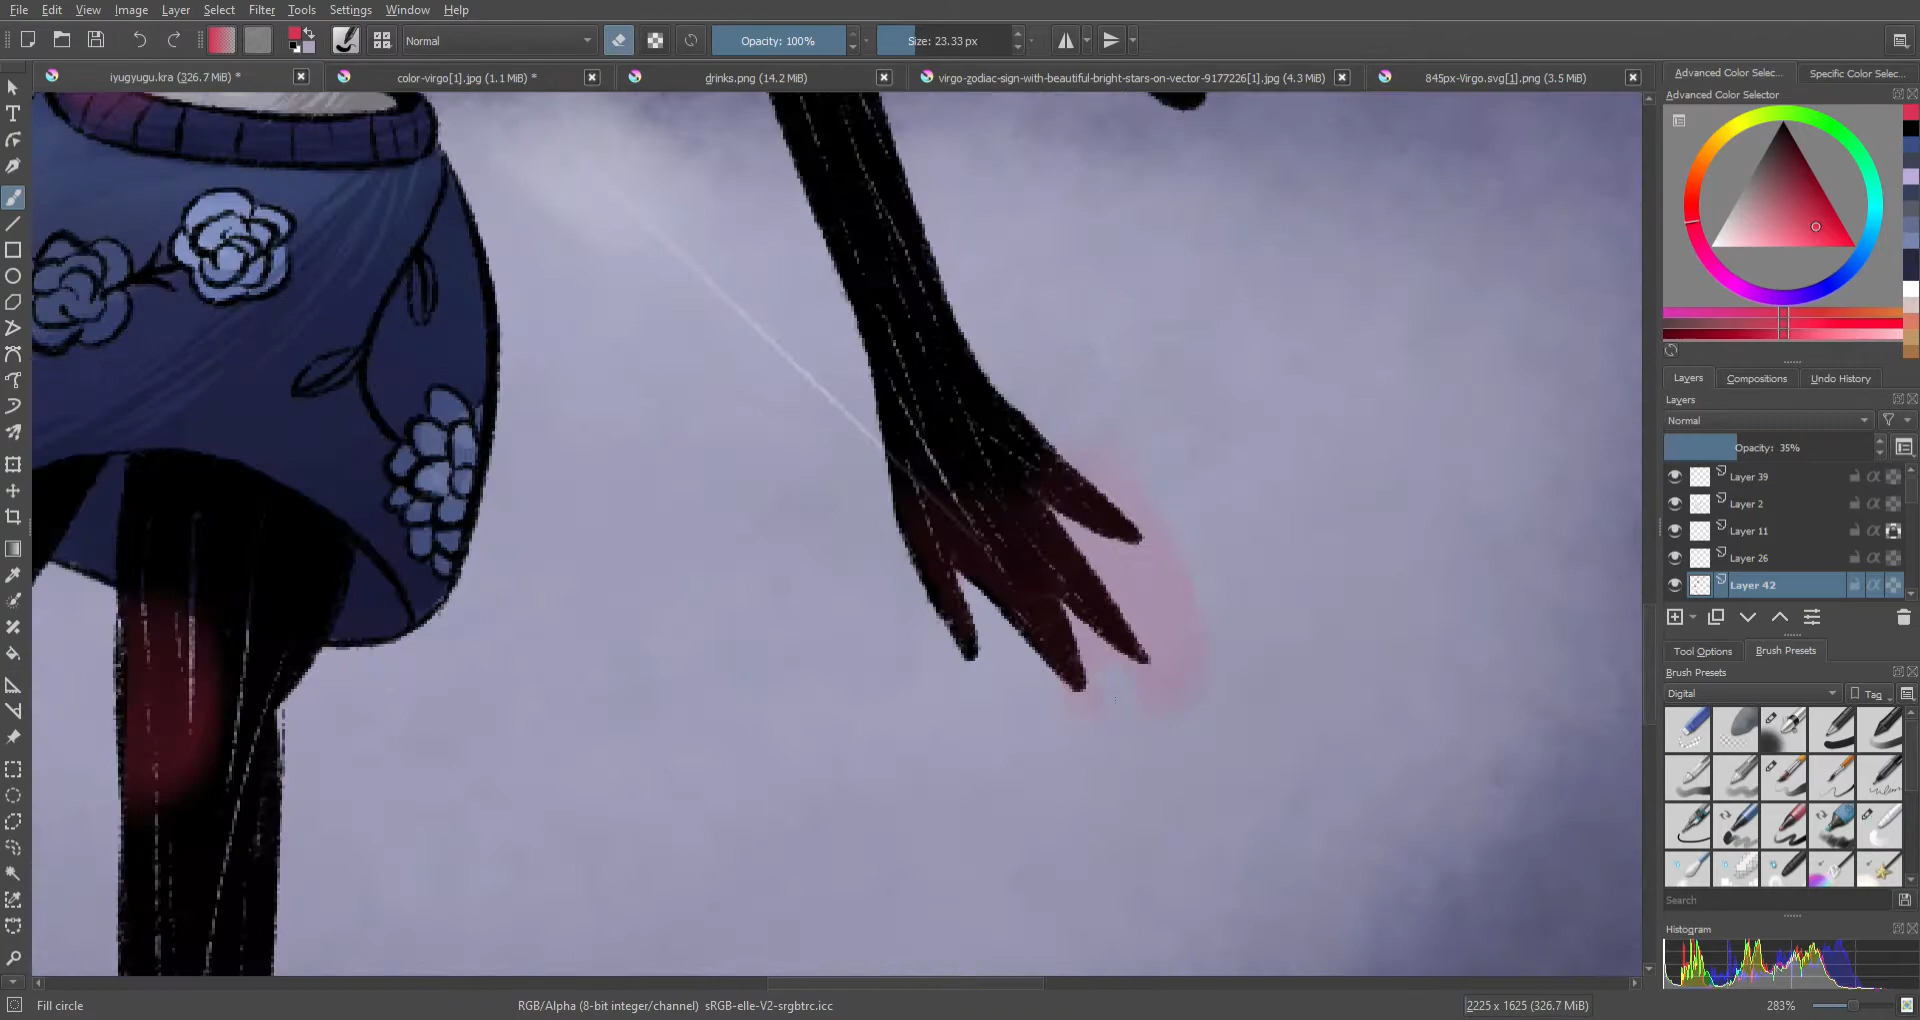 File Edit View Image Layer Select Filter Tools Settings Window Help
Normal Opacity: 100% Size: 23.33 px
iyugyugu.kra (326.7 MiB) * color-virgo[1].jpg (1.1 MiB) * drinks.png (14.2 MiB) virgo-zodiac-sign-with-beautiful-bright-stars-on-vector-9177226[1].jpg (4.3 MiB) 845px-Virgo.svg[1].png (3.5 MiB)
Advanced Color Selec... Specific Color Selec...
Advanced Color Selector
Layers Compositions Undo History
Layers
Normal
Opacity: 35%
Layer 39
Layer 2
Layer 11
Layer 26
Layer 42
Tool Options Brush Presets
Brush Presets
Digital Tag
Search
Histogram
Fill circle RGB/Alpha (8-bit integer/channel) sRGB-elle-V2-srgbtrc.icc 2225 x 1625 (326.7 MiB) 283%